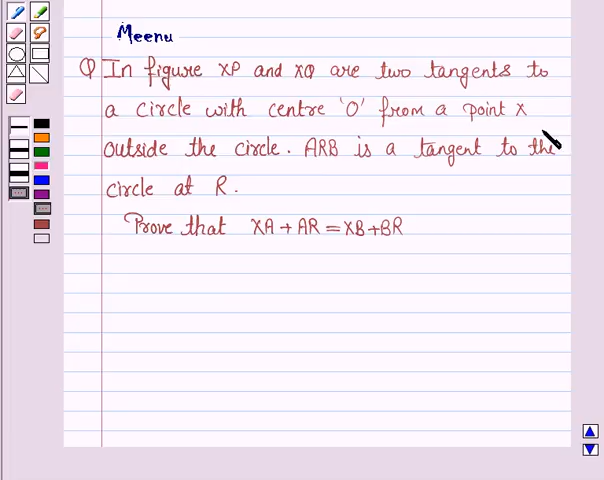 Meenu
Q In figure XP and XQ are two tangents to
a circle with centre 'O' from a point X
outside the circle. ARB is a tangent to the
circle at R.
Prove that XA + AR = XB + BR